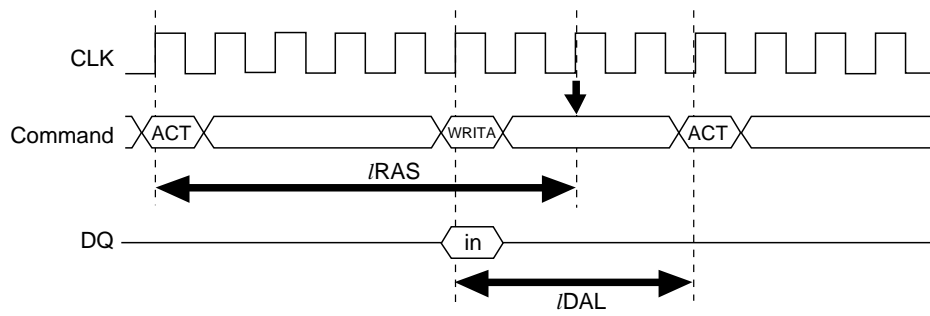 CLK
Command ACT WRITA ACT
lRAS
DQ in
lDAL